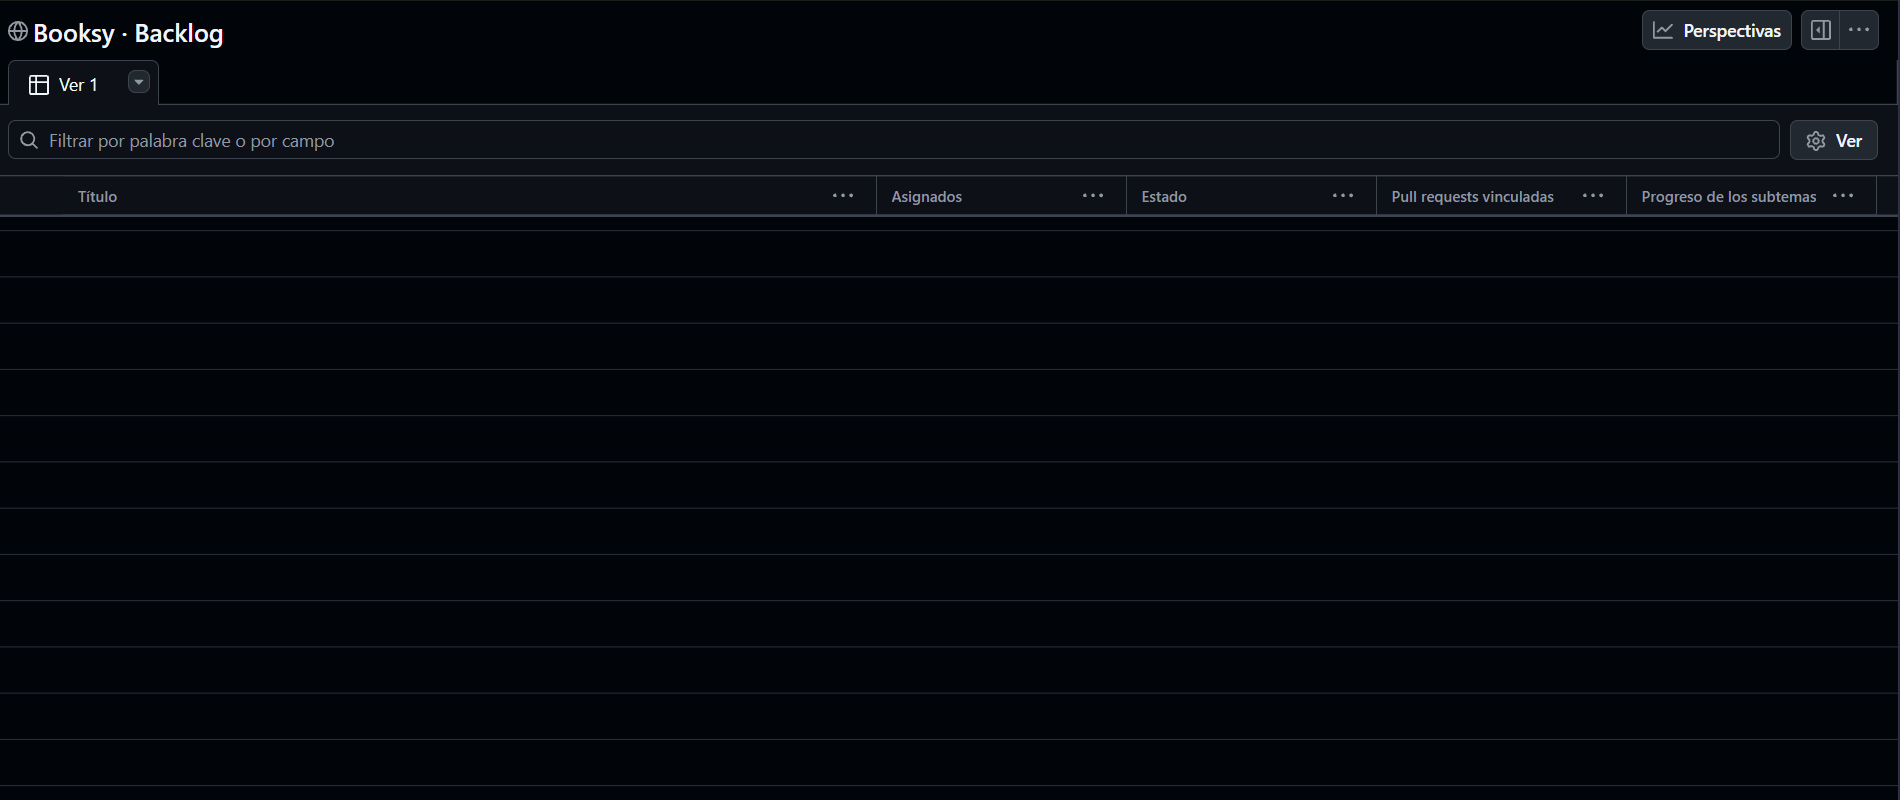 Booksy · Backlog
Perspectivas
Ver 1
Filtrar por palabra clave o por campo
Ver
Título
Asignados
Estado
Pull requests vinculadas
Progreso de los subtemas